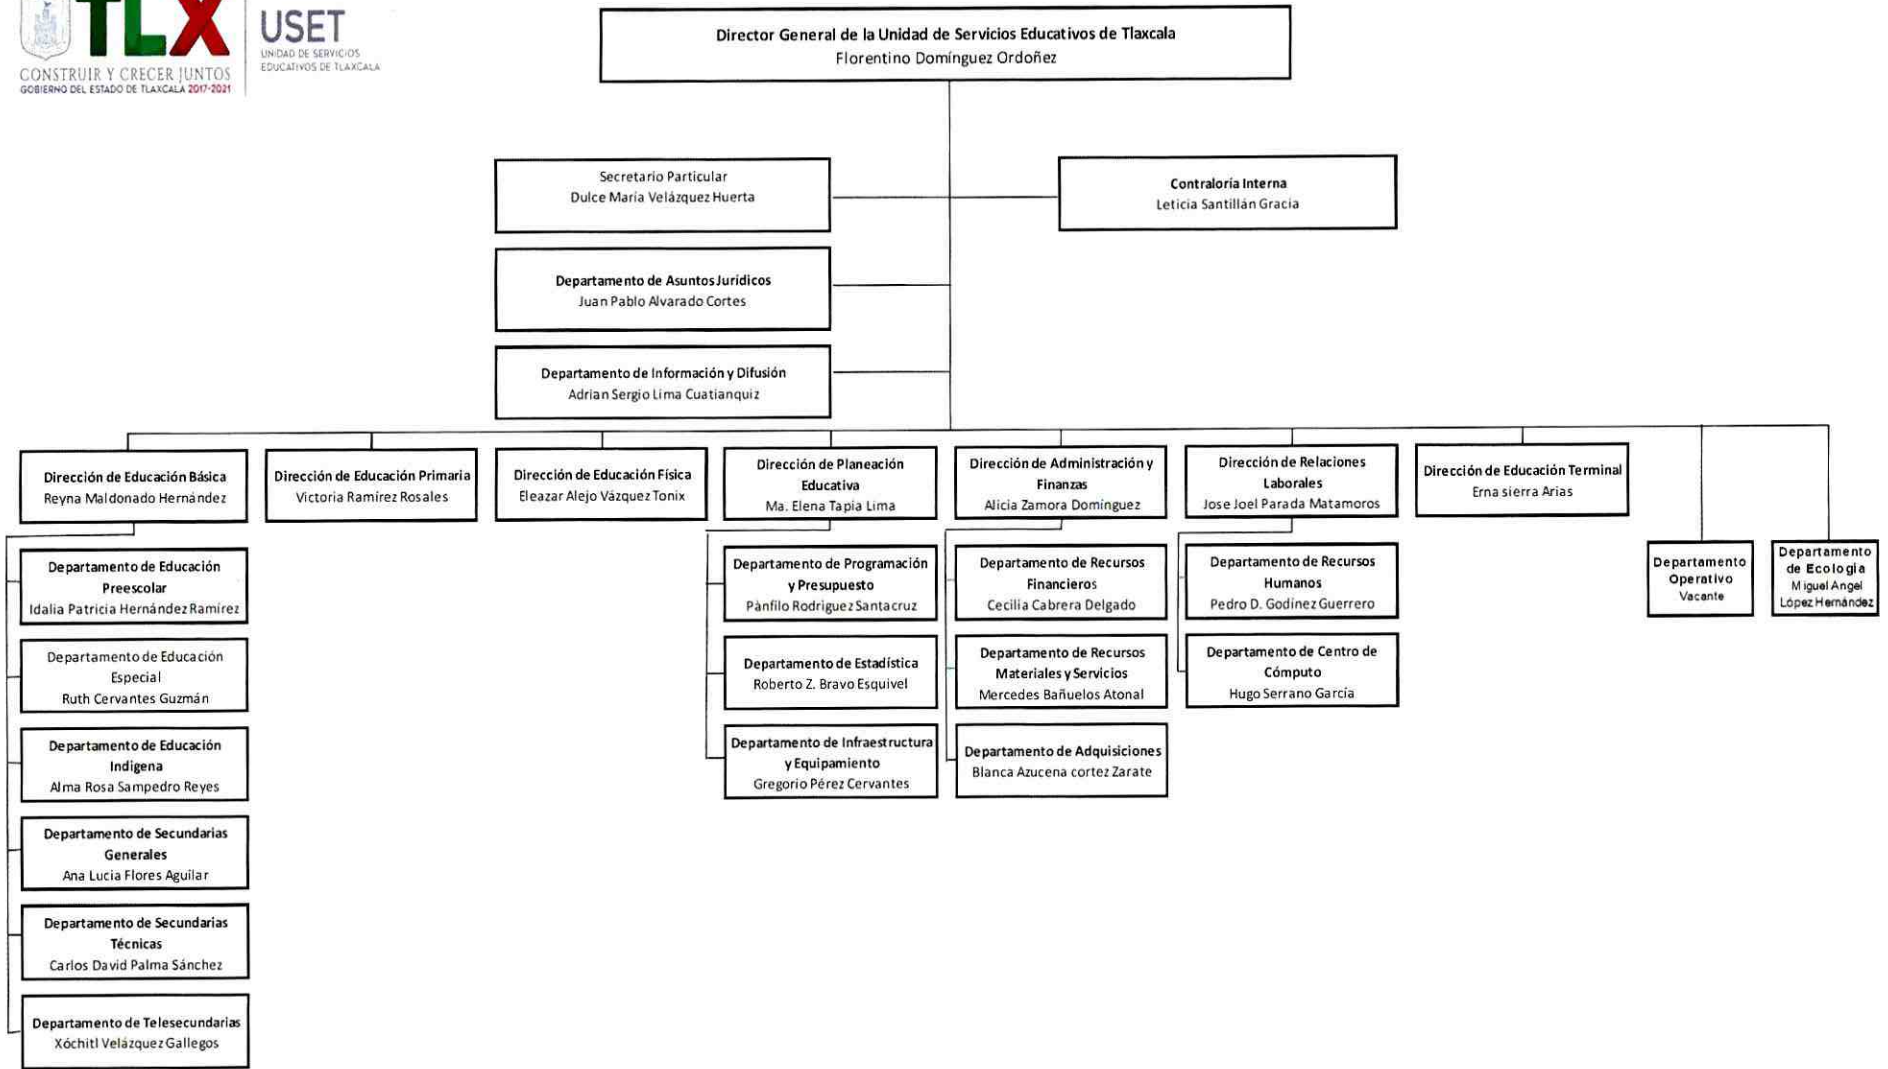 TLX
CONSTRUIR Y CRECER JUNTOS
GOBIERNO DEL ESTADO DE TLAXCALA 2017-2021
USET
UNIDAD DE SERVICIOS
EDUCATIVOS DE TLAXCALA
Director General de la Unidad de Servicios Educativos de Tlaxcala
Florentino Domínguez Ordoñez
Secretario Particular
Dulce María Velázquez Huerta
Contraloría Interna
Leticia Santillán Gracia
Departamento de Asuntos Jurídicos
Juan Pablo Alvarado Cortes
Departamento de Información y Difusión
Adrian Sergio Lima Cuatianquiz
Dirección de Educación Básica
Reyna Maldonado Hernández
Dirección de Educación Primaria
Victoria Ramírez Rosales
Dirección de Educación Física
Eleazar Alejo Vázquez Tonix
Dirección de Planeación
Educativa
Ma. Elena Tapia Lima
Dirección de Administración y
Finanzas
Alicia Zamora Domínguez
Dirección de Relaciones
Laborales
Jose Joel Parada Matamoros
Dirección de Educación Terminal
Erna sierra Arias
Departamento
Operativo
Vacante
Departamento
de Ecologia
Miguel Angel
López Hernández
Departamento de Educación
Preescolar
Idalia Patricia Hernández Ramírez
Departamento de Educación
Especial
Ruth Cervantes Guzmán
Departamento de Educación
Indigena
Alma Rosa Sampedro Reyes
Departamento de Secundarias
Generales
Ana Lucia Flores Aguilar
Departamento de Secundarias
Técnicas
Carlos David Palma Sánchez
Departamento de Telesecundarias
Xóchitl Velázquez Gallegos
Departamento de Programación
y Presupuesto
Pànfilo Rodriguez Santacruz
Departamento de Estadística
Roberto Z. Bravo Esquivel
Departamento de Infraestructura
y Equipamiento
Gregorio Pérez Cervantes
Departamento de Recursos
Financieros
Cecilia Cabrera Delgado
Departamento de Recursos
Materiales y Servicios
Mercedes Bañuelos Atonal
Departamento de Adquisiciones
Blanca Azucena cortez Zarate
Departamento de Recursos
Humanos
Pedro D. Godínez Guerrero
Departamento de Centro de
Cómputo
Hugo Serrano García